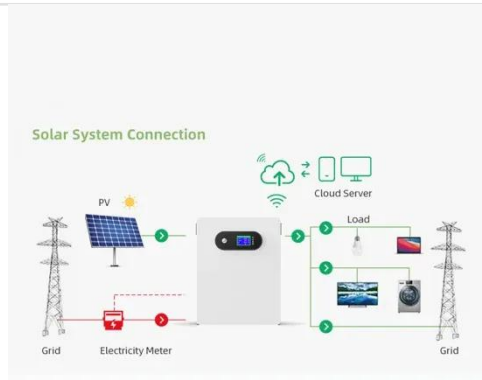 Solar System Connection
Cloud Server
PV
Load
Grid
Electricity Meter
Grid